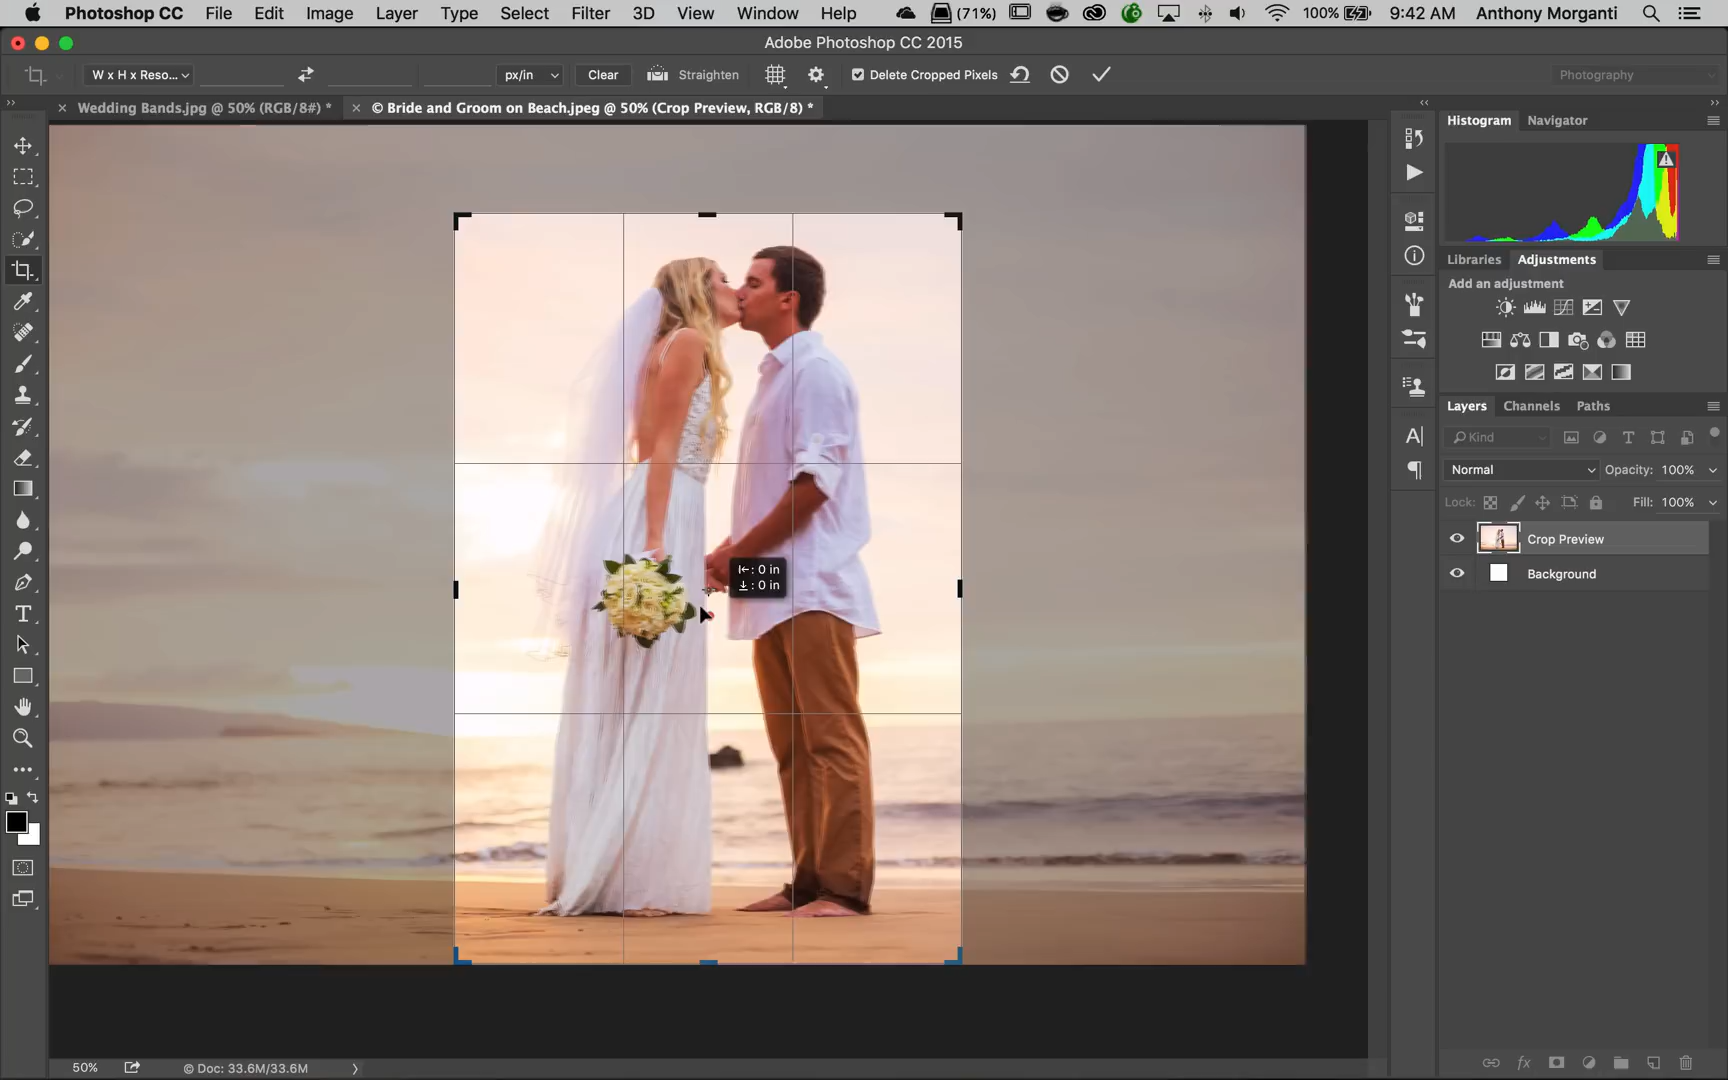 Photoshop CC File Edit Image Layer Type Select Filter 3D View Window Help (71%) 100% 9:42 AM Anthony Morganti
Adobe Photoshop CC 2015
W x H x Reso... px/in Clear Straighten Delete Cropped Pixels Photography
Wedding Bands.jpg @ 50% (RGB/8#) * © Bride and Groom on Beach.jpeg @ 50% (Crop Preview, RGB/8) *
Histogram Navigator
Libraries Adjustments
Add an adjustment
Layers Channels Paths
Kind
Normal Opacity: 100%
Lock: Fill: 100%
Crop Preview
Background
: 0 in
: 0 in
50% © Doc: 33.6M/33.6M